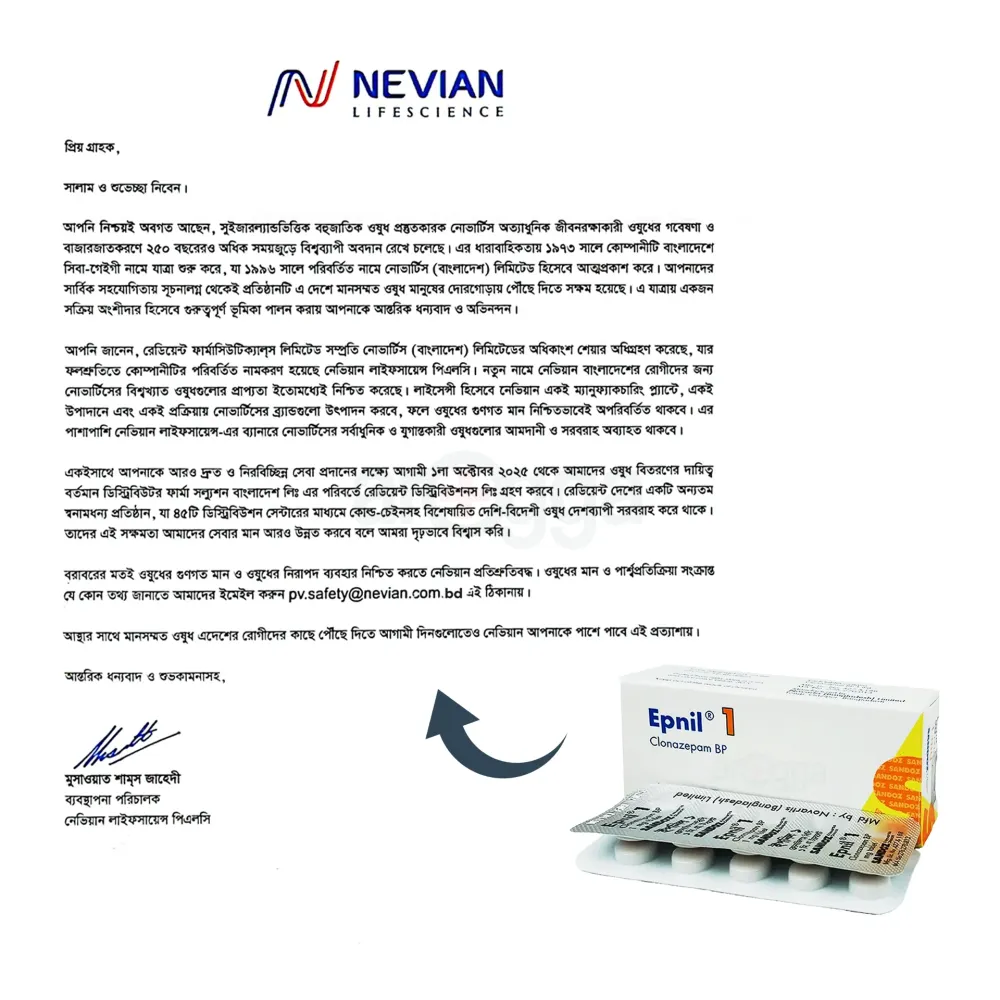 NEVIAN
LIFESCIENCE
প্রিয় গ্রাহক,
সালাম ও শুভেচ্ছা নিবেন।
আপনি নিশ্চয়ই অবগত আছেন, সুইজারল্যান্ডভিত্তিক বহুজাতিক ওষুধ প্রস্তুতকারক নোভার্টিস অত্যাধুনিক জীবনরক্ষাকারী ওষুধের গবেষণা ও
বাজারজাতকরণে ২৫০ বছরেরও অধিক সময়জুড়ে বিশ্বব্যাপী অবদান রেখে চলেছে। এর ধারাবাহিকতায় ১৯৭৩ সালে কোম্পানীটি বাংলাদেশে
সিবা-গেইগী নামে যাত্রা শুরু করে, যা ১৯৯৬ সালে পরিবর্তিত নামে নোভার্টিস (বাংলাদেশ) লিমিটেড হিসেবে আত্মপ্রকাশ করে। আপনাদের
সার্বিক সহযোগিতায় সূচনালগ্ন থেকেই প্রতিষ্ঠানটি এ দেশে মানসম্মত ওষুধ মানুষের দোরগোড়ায় পৌঁছে দিতে সক্ষম হয়েছে। এ যাত্রায় একজন
সক্রিয় অংশীদার হিসেবে গুরুত্বপূর্ণ ভূমিকা পালন করায় আপনাকে আন্তরিক ধন্যবাদ ও অভিনন্দন।
আপনি জানেন, রেডিয়েন্ট ফার্মাসিউটিক্যাল্স লিমিটেড সম্প্রতি নোভার্টিস (বাংলাদেশ) লিমিটেডের অধিকাংশ শেয়ার অধিগ্রহণ করেছে, যার
ফলশ্রুতিতে কোম্পানীটির পরিবর্তিত নামকরণ হয়েছে নেভিয়ান লাইফসায়েন্স পিএলসি। নতুন নামে নেভিয়ান বাংলাদেশের রোগীদের জন্য
নোভার্টিসের বিশ্বখ্যাত ওষুধগুলোর প্রাপ্যতা ইতোমধ্যেই নিশ্চিত করেছে। লাইসেন্সী হিসেবে নেভিয়ান একই ম্যানুফ্যাকচারিং প্ল্যান্টে, একই
উপাদানে এবং একই প্রক্রিয়ায় নোভার্টিসের ব্র্যান্ডগুলো উৎপাদন করবে, ফলে ওষুধের গুণগত মান নিশ্চিতভাবেই অপরিবর্তিত থাকবে। এর
পাশাপাশি নেভিয়ান লাইফসায়েন্স-এর ব্যানারে নোভার্টিসের সর্বাধুনিক ও যুগান্তকারী ওষুধগুলোর আমদানী ও সরবরাহ অব্যাহত থাকবে।
একইসাথে আপনাকে আরও দ্রুত ও নিরবিচ্ছিন্ন সেবা প্রদানের লক্ষ্যে আগামী ১লা অক্টোবর ২০২৫ থেকে আমাদের ওষুধ বিতরণের দায়িত্ব
বর্তমান ডিস্ট্রিবিউটর ফার্মা সল্যুশন বাংলাদেশ লিঃ এর পরিবর্তে রেডিয়েন্ট ডিস্ট্রিবিউশনস লিঃ গ্রহণ করবে। রেডিয়েন্ট দেশের একটি অন্যতম
স্বনামধন্য প্রতিষ্ঠান, যা ৪৫টি ডিস্ট্রিবিউশন সেন্টারের মাধ্যমে কোল্ড-চেইনসহ বিশেষায়িত দেশি-বিদেশী ওষুধ দেশব্যাপী সরবরাহ করে থাকে।
তাদের এই সক্ষমতা আমাদের সেবার মান আরও উন্নত করবে বলে আমরা দৃঢ়ভাবে বিশ্বাস করি।
বরাবরের মতই ওষুধের গুণগত মান ও ওষুধের নিরাপদ ব্যবহার নিশ্চিত করতে নেভিয়ান প্রতিশ্রুতিবদ্ধ। ওষুধের মান ও পার্শ্বপ্রতিক্রিয়া সংক্রান্ত
যে কোন তথ্য জানাতে আমাদের ইমেইল করুন pv.safety@nevian.com.bd এই ঠিকানায়।
আস্থার সাথে মানসম্মত ওষুধ এদেশের রোগীদের কাছে পৌঁছে দিতে আগামী দিনগুলোতেও নেভিয়ান আপনাকে পাশে পাবে এই প্রত্যাশায়।
আন্তরিক ধন্যবাদ ও শুভকামনাসহ,
মুসাওয়াত শাম্স জাহেদী
ব্যবস্থাপনা পরিচালক
নেভিয়ান লাইফসায়েন্স পিএলসি
Epnil® 1
Clonazepam BP
SANDOZ
Mfd by : Novartis (Bangladesh) Limited
Epnil® 1
Clonazepam BP
1 mg tablet
SANDOZ